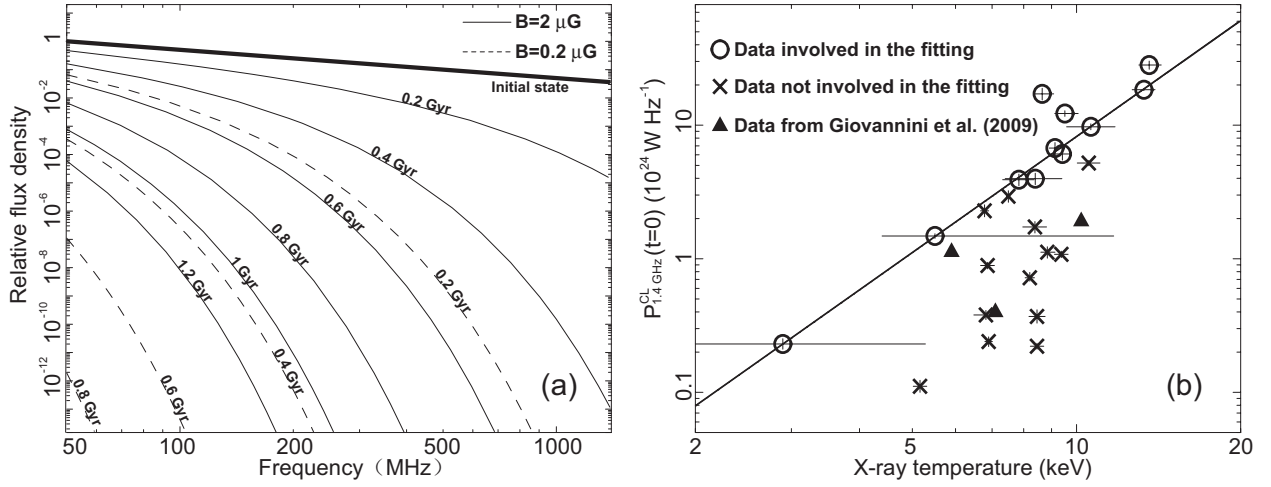 B=2 μG
B=0.2 μG
Initial state
0.2 Gyr
0.4 Gyr
0.6 Gyr
0.8 Gyr
1 Gyr
1.2 Gyr
0.2 Gyr
0.4 Gyr
0.6 Gyr
0.8 Gyr
(a)
Relative flux density
1
10⁻²
10⁻⁴
10⁻⁶
10⁻⁸
10⁻¹⁰
10⁻¹²
50
100
200
500
1000
Frequency（MHz）
Data involved in the fitting
Data not involved in the fitting
Data from Giovannini et al. (2009)
(b)
P^{CL}_{1.4 GHz}(t=0) (10²⁴ W Hz⁻¹)
10
1
0.1
2
5
10
20
X-ray temperature (keV)